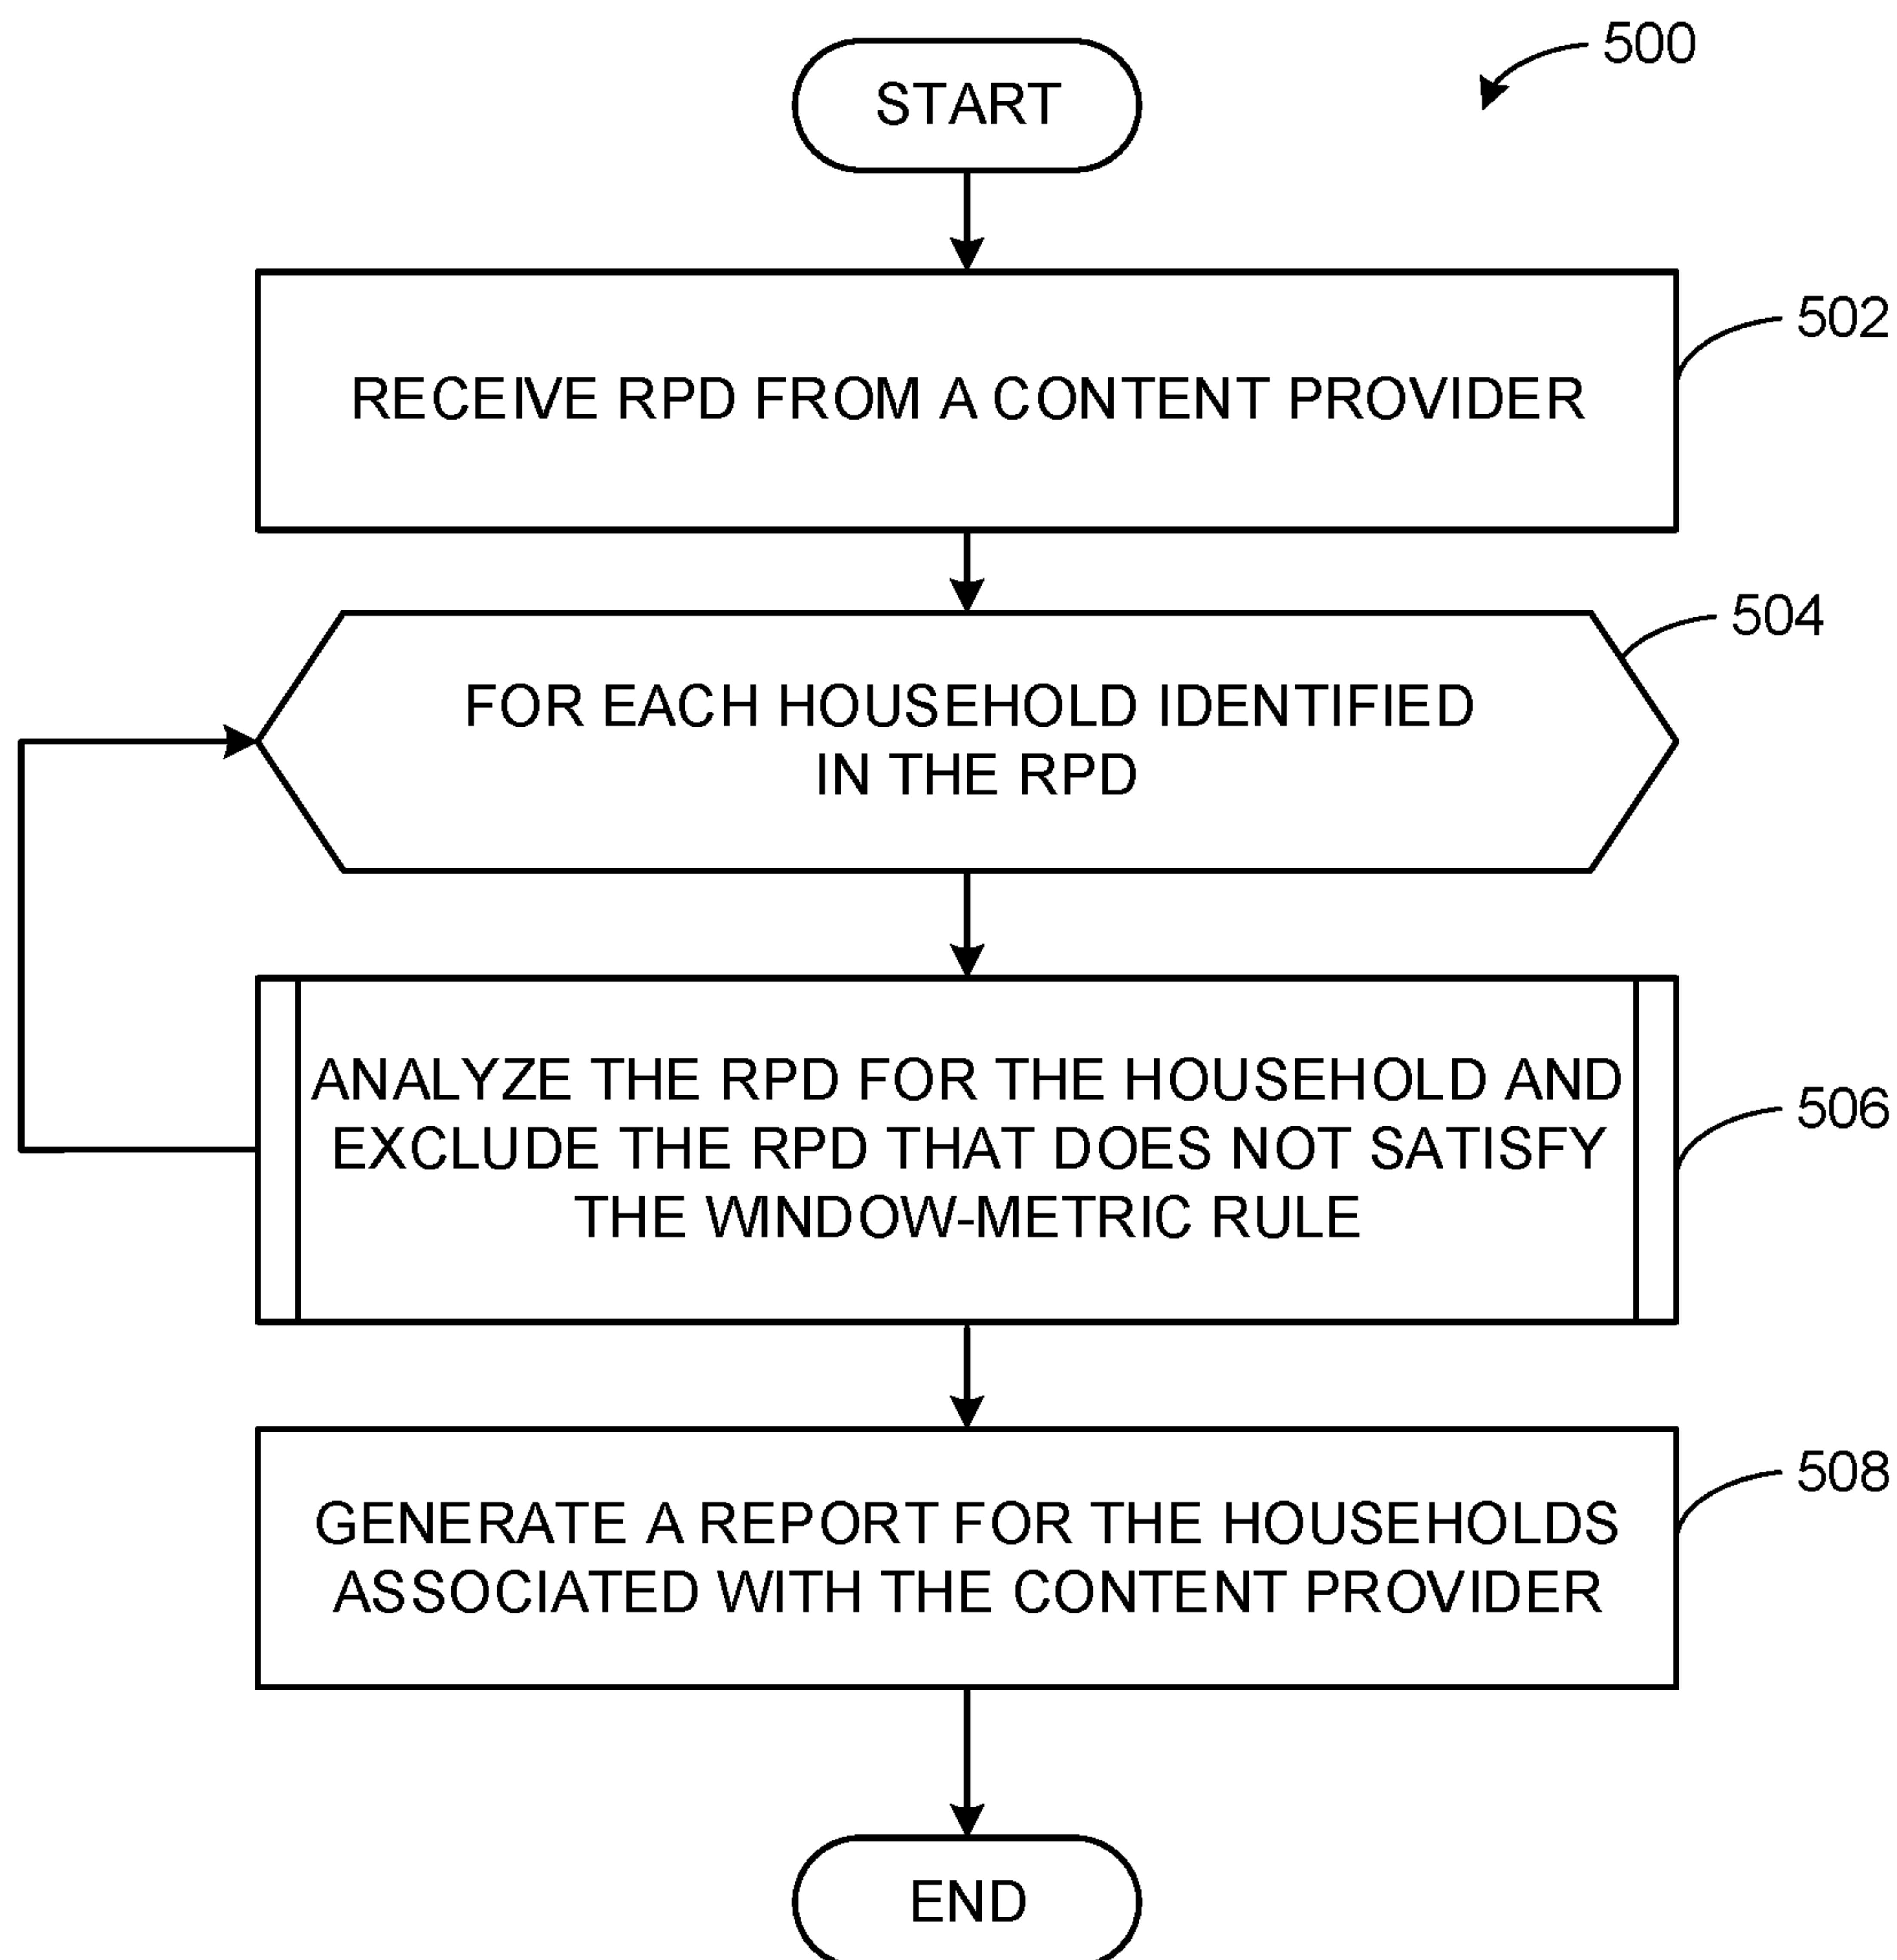 500
START
502
RECEIVE RPD FROM A CONTENT PROVIDER
504
FOR EACH HOUSEHOLD IDENTIFIED
IN THE RPD
ANALYZE THE RPD FOR THE HOUSEHOLD AND
506
EXCLUDE THE RPD THAT DOES NOT SATISFY
THE WINDOW-METRIC RULE
508
GENERATE A REPORT FOR THE HOUSEHOLDS
ASSOCIATED WITH THE CONTENT PROVIDER
END